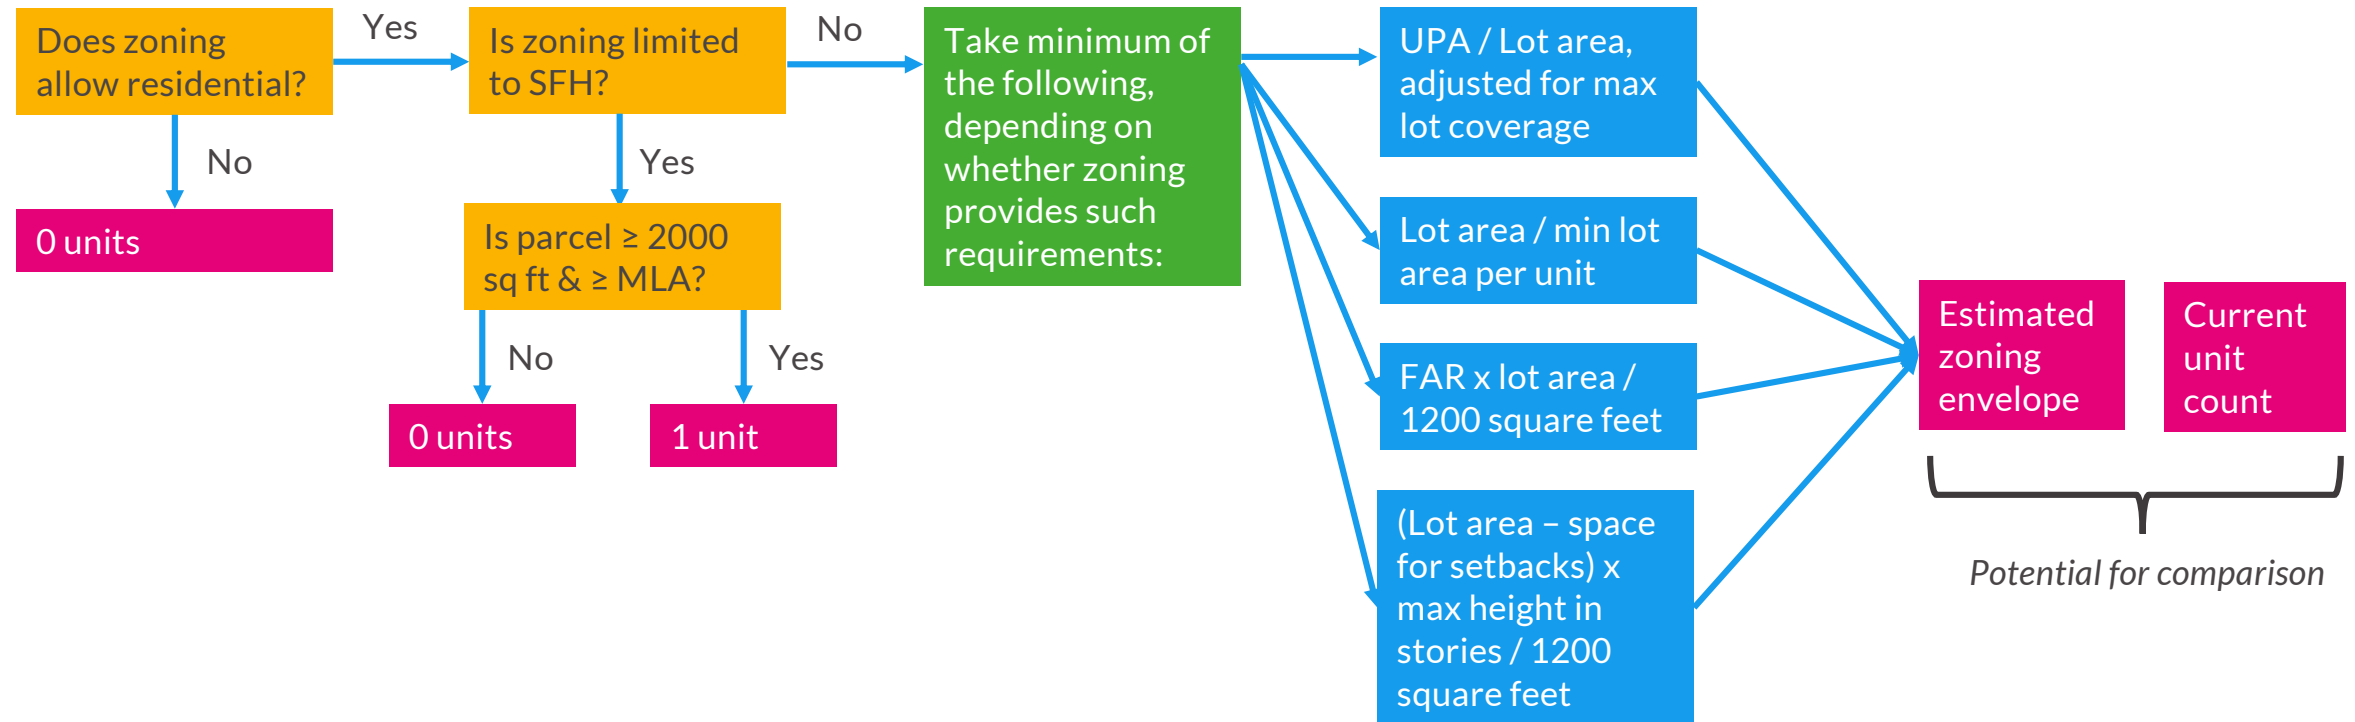 Does zoning
allow residential?
Yes
No
0 units
Is zoning limited
to SFH?
No
Yes
Is parcel ≥ 2000
sq ft & ≥ MLA?
No
Yes
0 units
1 unit
Take minimum of
the following,
depending on
whether zoning
provides such
requirements:
UPA / Lot area,
adjusted for max
lot coverage
Lot area / min lot
area per unit
FAR x lot area /
1200 square feet
(Lot area – space
for setbacks) x
max height in
stories / 1200
square feet
Estimated
zoning
envelope
Current
unit
count
Potential for comparison